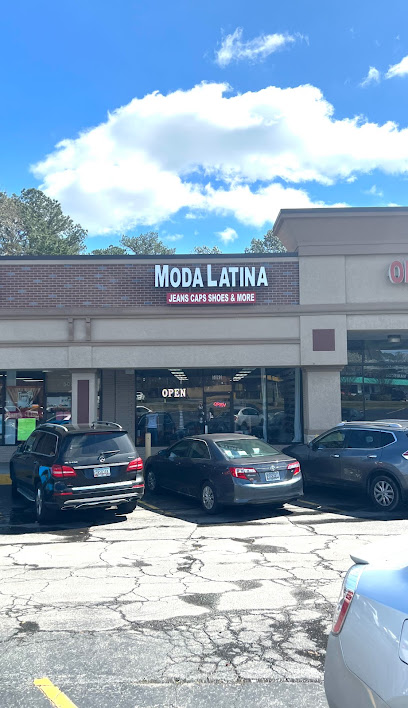 MODA LATINA
JEANS CAPS SHOES & MORE
OPEN